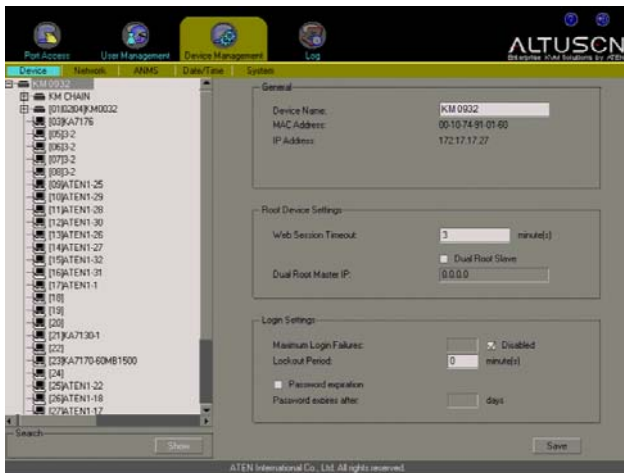 Port Access User Management Device Management Log
ALTUSCN
Enterprise KVM Solutions by ATEN
Device Network ANMS Date/Time System
KM 0932
KM CHAIN
[01|02|04]KM0032
[03]KA7176
[05]3-2
[06]3-2
[07]3-2
[08]3-2
[09]ATEN1-25
[10]ATEN1-29
[11]ATEN1-28
[12]ATEN1-30
[13]ATEN1-26
[14]ATEN1-27
[15]ATEN1-32
[16]ATEN1-31
[17]ATEN1-1
[18]
[19]
[20]
[21]KA7130-1
[22]
[23]KA7170-60MB1500
[24]
[25]ATEN1-22
[26]ATEN1-18
[27]ATEN1-17
Search
Show
General
Device Name: KM 0932
MAC Address: 00-10-74-91-01-60
IP Address: 172.17.17.27
Root Device Settings
Web Session Timeout: 3 minute(s)
Dual Root Slave
Dual Root Master IP: 0.0.0.0
Login Settings
Maximum Login Failures: Disabled
Lockout Period: 0 minute(s)
Password expiration
Password expires after: days
Save
ATEN International Co., Ltd. All rights reserved.